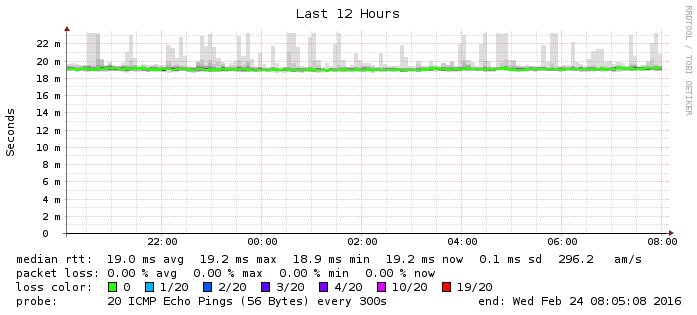 Last 12 Hours
RRDTOOL / TOBI OETIKER
Seconds
22 m
20 m
18 m
16 m
14 m
12 m
10 m
8 m
6 m
4 m
2 m
0
22:00 00:00 02:00 04:00 06:00 08:00
median rtt: 19.0 ms avg 19.2 ms max 18.9 ms min 19.2 ms now 0.1 ms sd 296.2 am/s
packet loss: 0.00 % avg 0.00 % max 0.00 % min 0.00 % now
loss color: 0 1/20 2/20 3/20 4/20 10/20 19/20
probe: 20 ICMP Echo Pings (56 Bytes) every 300s end: Wed Feb 24 08:05:08 2016